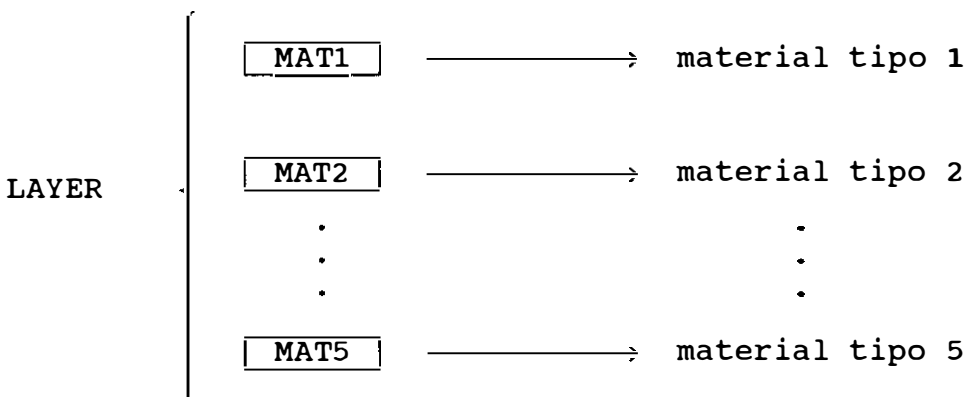 MAT1 material tipo 1
LAYER MAT2 material tipo 2
MAT5 material tipo 5